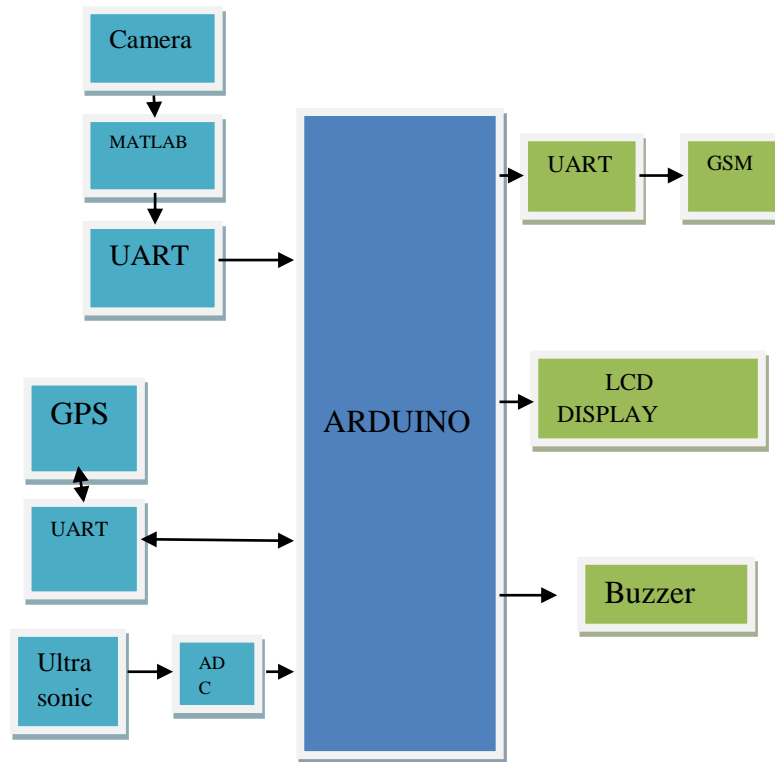 Camera
MATLAB
UART
GPS
UART
Ultra
sonic
AD
C
ARDUINO
UART
GSM
LCD
DISPLAY
Buzzer